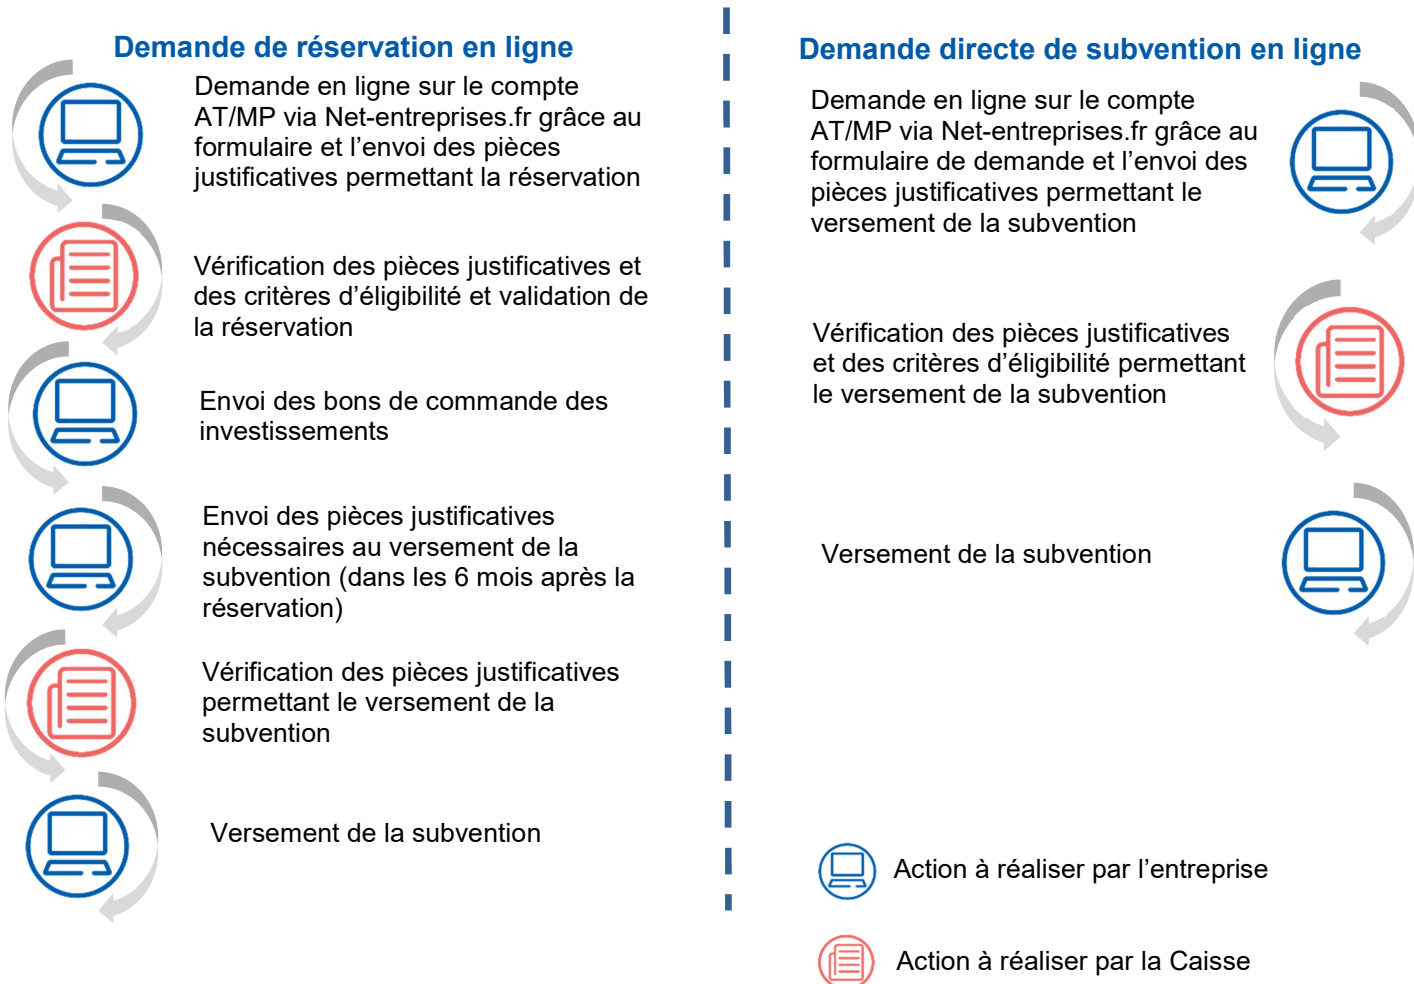 Demande de réservation en ligne
Demande en ligne sur le compte
AT/MP via Net-entreprises.fr grâce au
formulaire et l’envoi des pièces
justificatives permettant la réservation
Vérification des pièces justificatives et
des critères d’éligibilité et validation de
la réservation
Envoi des bons de commande des
investissements
Envoi des pièces justificatives
nécessaires au versement de la
subvention (dans les 6 mois après la
réservation)
Vérification des pièces justificatives
permettant le versement de la
subvention
Versement de la subvention
Demande directe de subvention en ligne
Demande en ligne sur le compte
AT/MP via Net-entreprises.fr grâce au
formulaire de demande et l’envoi des
pièces justificatives permettant le
versement de la subvention
Vérification des pièces justificatives
et des critères d’éligibilité permettant
le versement de la subvention
Versement de la subvention
Action à réaliser par l’entreprise
Action à réaliser par la Caisse